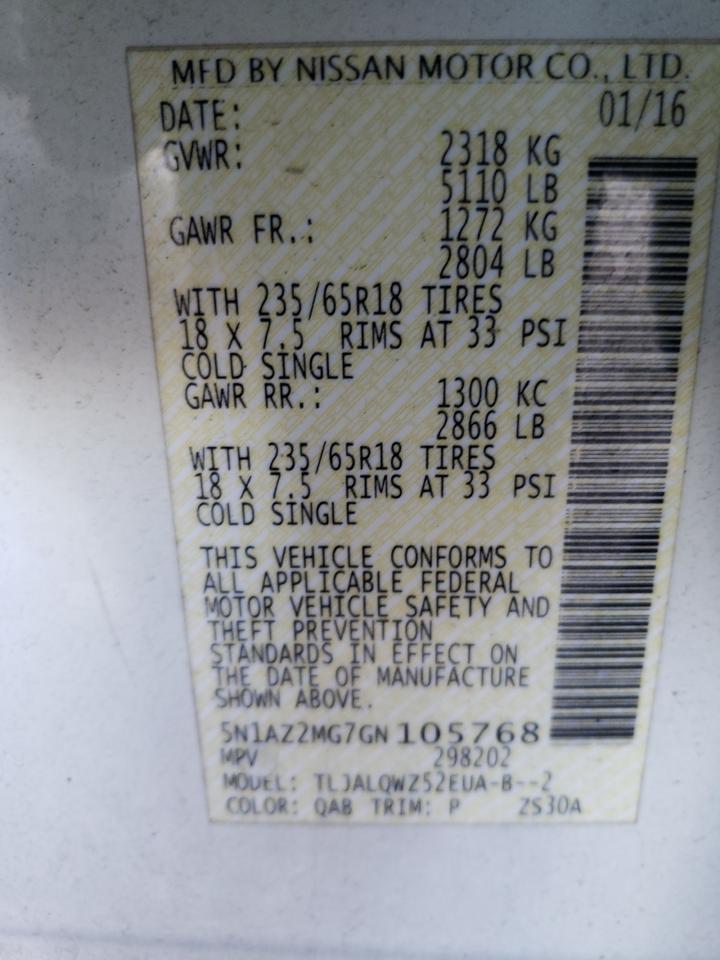 MFD BY NISSAN MOTOR CO., LTD.
DATE: 01/16
GVWR: 2318 KG
5110 LB
GAWR FR.: 1272 KG
2804 LB
WITH 235/65R18 TIRES
18 X 7.5 RIMS AT 33 PSI
COLD SINGLE
GAWR RR.: 1300 KG
2866 LB
WITH 235/65R18 TIRES
18 X 7.5 RIMS AT 33 PSI
COLD SINGLE
THIS VEHICLE CONFORMS TO
ALL APPLICABLE FEDERAL
MOTOR VEHICLE SAFETY AND
THEFT PREVENTION
STANDARDS IN EFFECT ON
THE DATE OF MANUFACTURE
SHOWN ABOVE.
5N1AZ2MG7GN 105768
MPV 298202
MODEL: TLJALQWZ52EUA-B--2
COLOR: QAB TRIM: P ZS30A